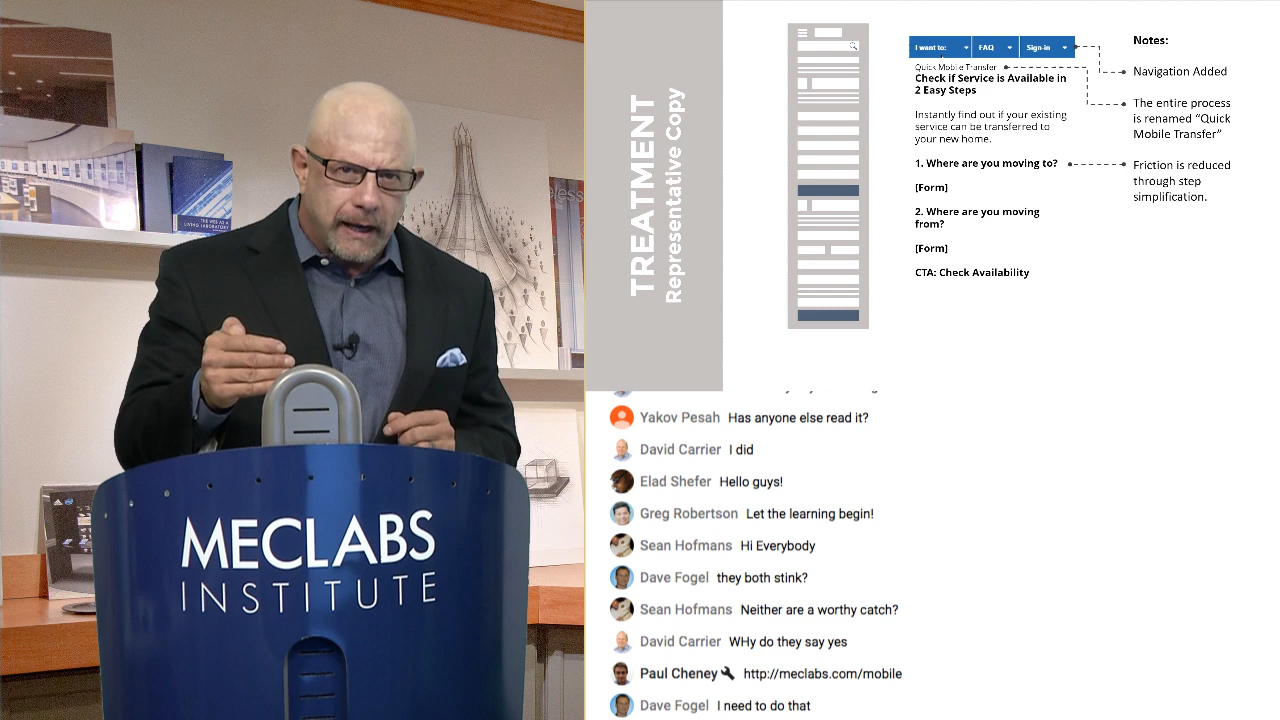 THE WEB AS A
LIVING LABORATORY
MECLABS
INSTITUTE
TREATMENT
Representative Copy
I want to:
FAQ
Sign-in
Quick Mobile Transfer
Check if Service is Available in
2 Easy Steps
Instantly find out if your existing
service can be transferred to
your new home.
1. Where are you moving to?
[Form]
2. Where are you moving
from?
[Form]
CTA: Check Availability
Notes:
Navigation Added
The entire process
is renamed “Quick
Mobile Transfer”
Friction is reduced
through step
simplification.
Yakov Pesah Has anyone else read it?
David Carrier I did
Elad Shefer Hello guys!
Greg Robertson Let the learning begin!
Sean Hofmans Hi Everybody
Dave Fogel they both stink?
Sean Hofmans Neither are a worthy catch?
David Carrier WHy do they say yes
Paul Cheney http://meclabs.com/mobile
Dave Fogel I need to do that